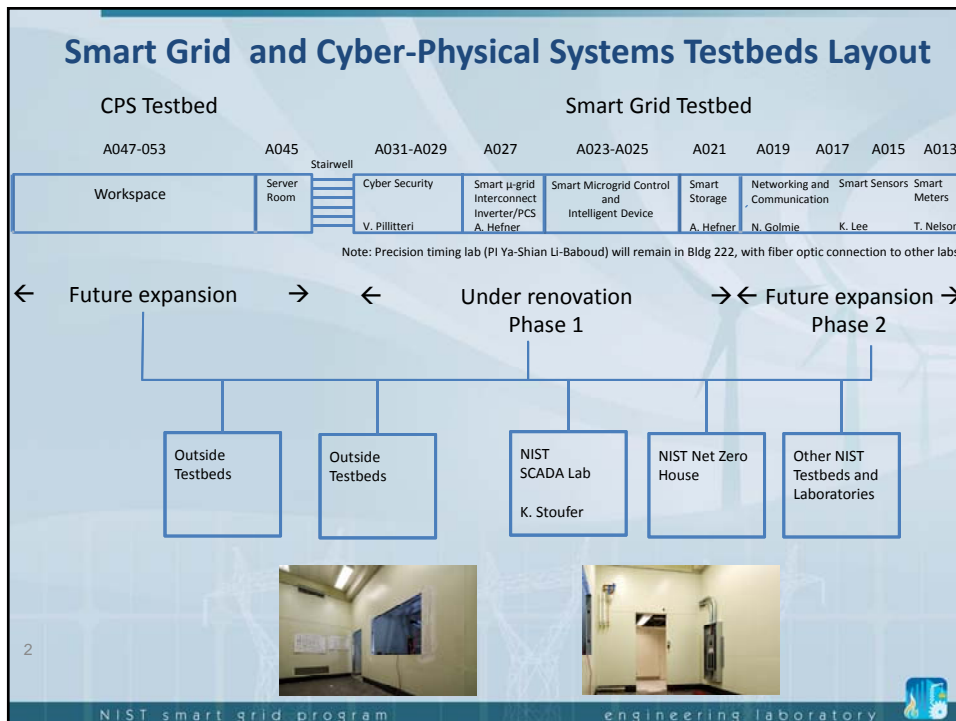 Smart Grid and Cyber-Physical Systems Testbeds Layout
CPS Testbed
Smart Grid Testbed
A047-053
A045
Stairwell
A031-A029
A027
A023-A025
A021
A019
A017
A015
A013
Workspace
Server
Room
Cyber Security
V. Pillitteri
Smart µ-grid
Interconnect
Inverter/PCS
A. Hefner
Smart Microgrid Control
and
Intelligent Device
Smart
Storage
A. Hefner
Networking and
Communication
N. Golmie
Smart Sensors
K. Lee
Smart
Meters
T. Nelson
Note: Precision timing lab (PI Ya-Shian Li-Baboud) will remain in Bldg 222, with fiber optic connection to other labs
← Future expansion →
← Under renovation →
Phase 1
← Future expansion →
Phase 2
Outside
Testbeds
Outside
Testbeds
NIST
SCADA Lab
K. Stoufer
NIST Net Zero
House
Other NIST
Testbeds and
Laboratories
2
NIST smart grid program
engineering laboratory